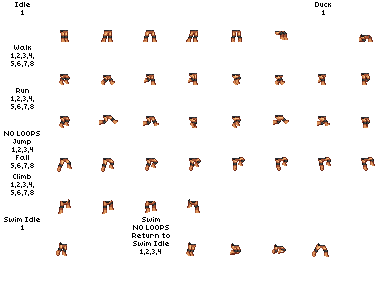 Idle
1
Duck
1
Walk
1,2,3,4,
5,6,7,8
Run
1,2,3,4,
5,6,7,8
NO LOOPS
Jump
1,2,3,4
Fall
5,6,7,8
Climb
1,2,3,4,
5,6,7,8
Swim Idle
1
Swim
NO LOOPS
Return to
Swim Idle
1,2,3,4